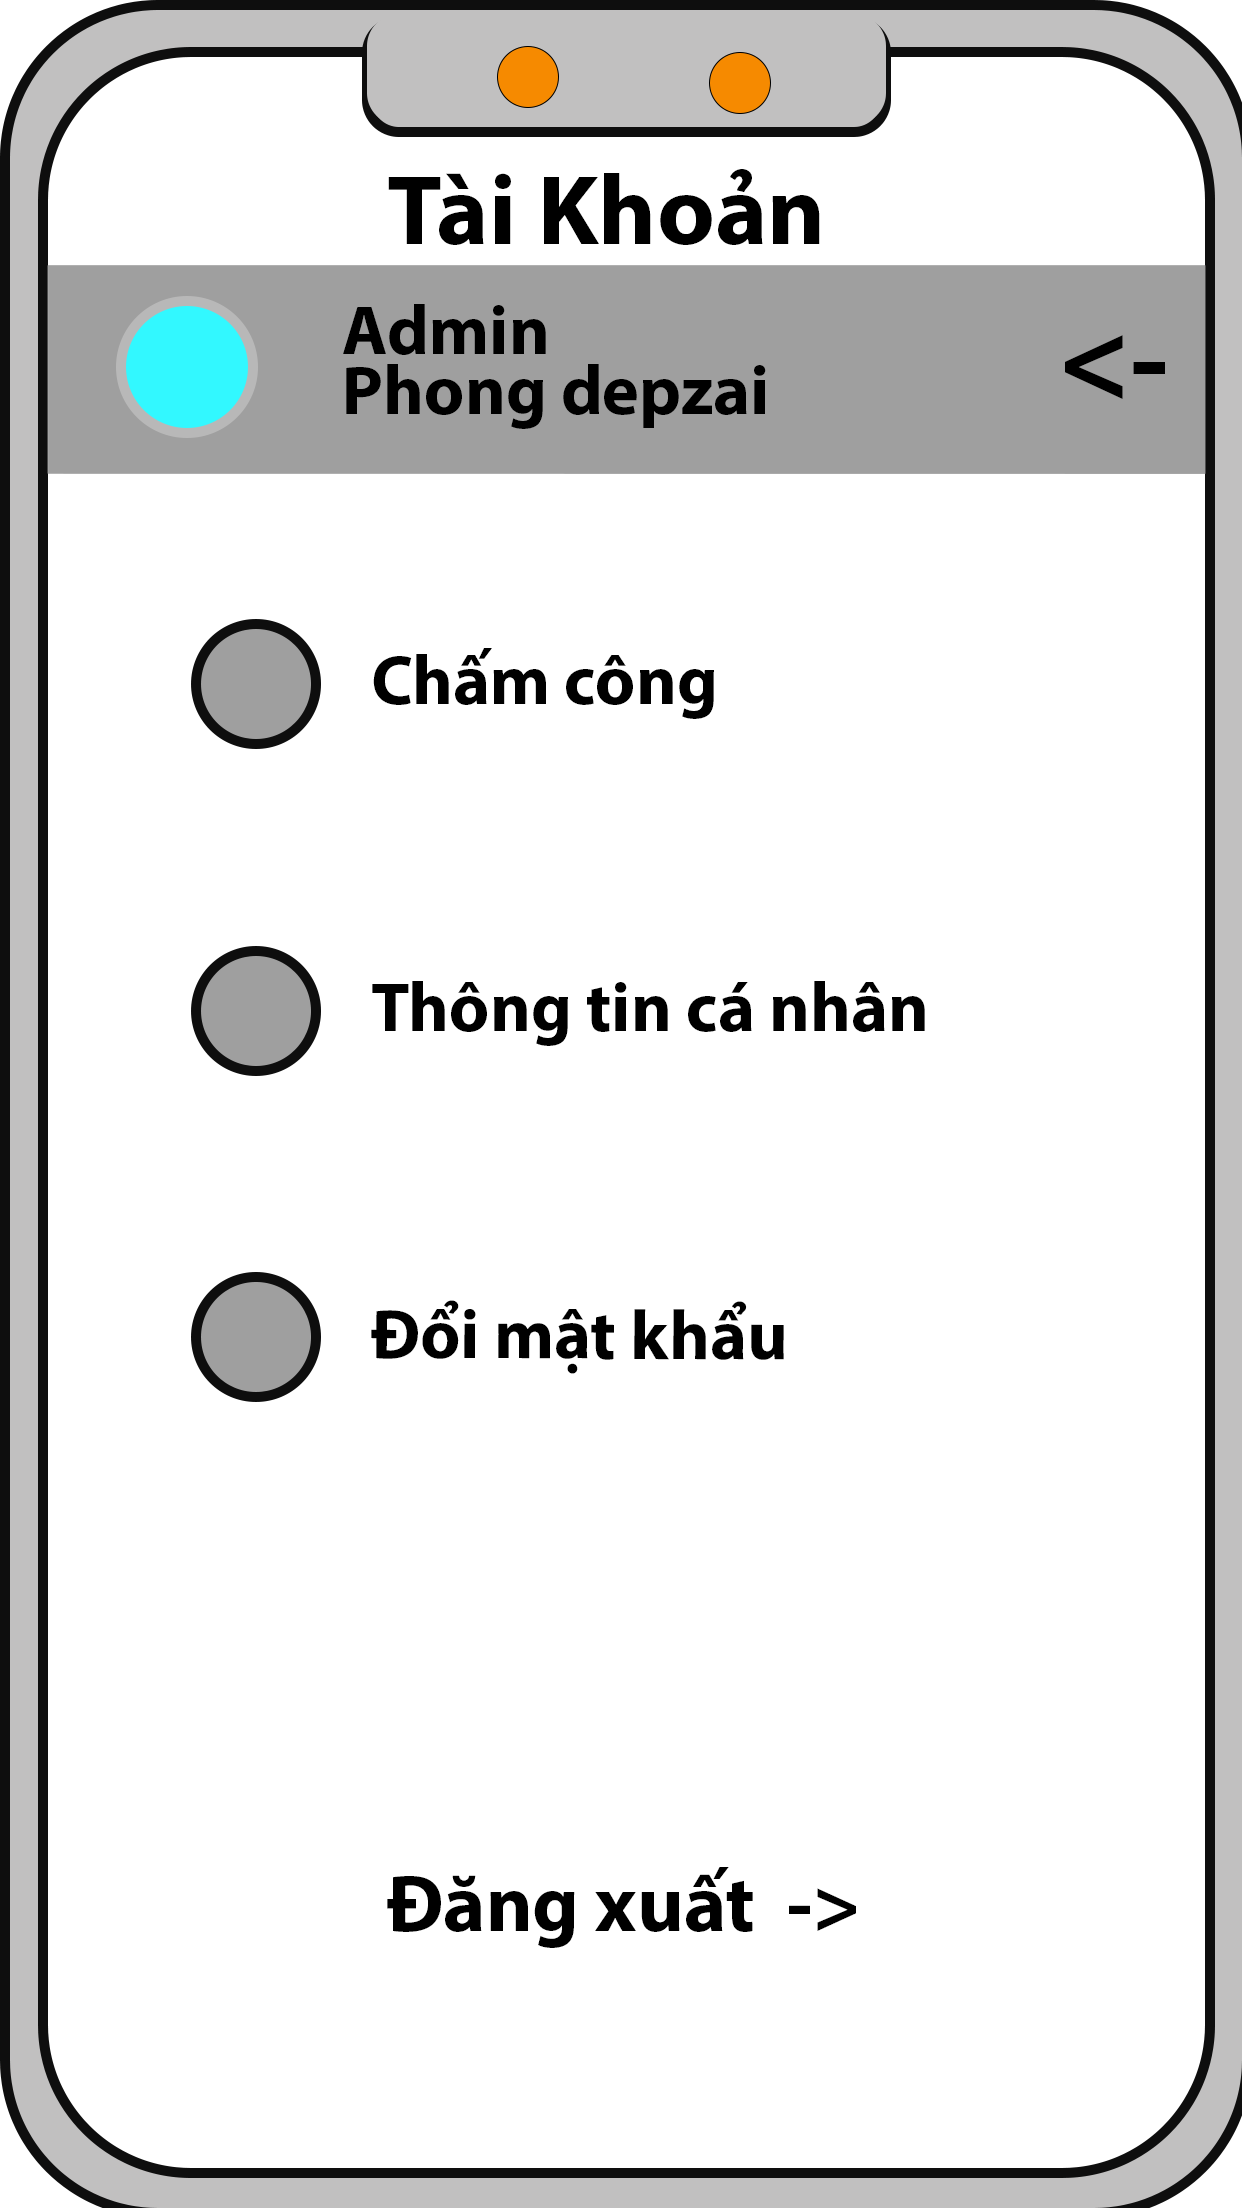 Tài Khoản
Admin
Phong depzai
<-
Chấm công
Thông tin cá nhân
Đổi mật khẩu
Đăng xuất ->